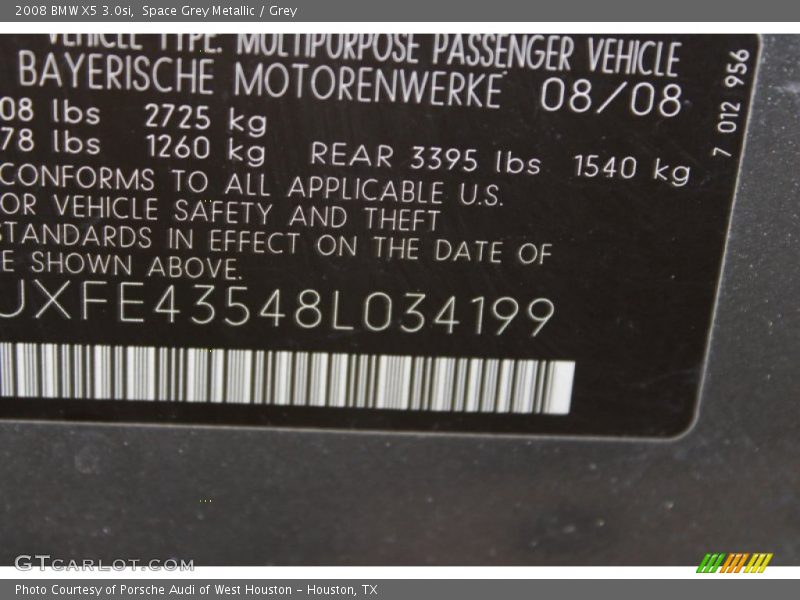 2008 BMW X5 3.0si, Space Grey Metallic / Grey
VEHICLE TYPE: MULTIPURPOSE PASSENGER VEHICLE
BAYERISCHE MOTORENWERKE 08/08
08 lbs 2725 kg
78 lbs 1260 kg REAR 3395 lbs 1540 kg
7 012 956
CONFORMS TO ALL APPLICABLE U.S.
OR VEHICLE SAFETY AND THEFT
STANDARDS IN EFFECT ON THE DATE OF
E SHOWN ABOVE.
UXFE43548L034199
GTCARLOT.COM
Photo Courtesy of Porsche Audi of West Houston - Houston, TX